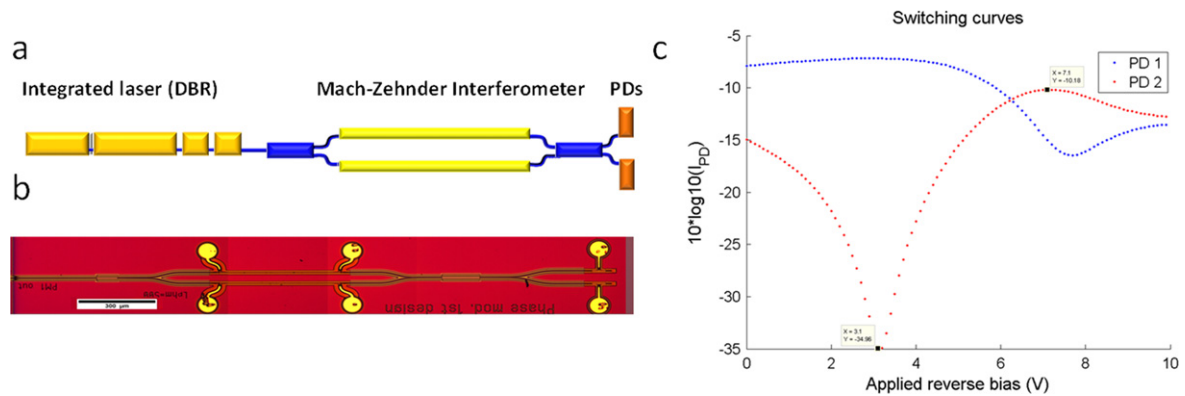 a
Integrated laser (DBR)
Mach-Zehnder Interferometer
PDs
b
PM1 out
300 µm
Phase mod. 1st design
c
Switching curves
PD 1
PD 2
X = 7.1
Y = -10.18
X = 3.1
Y = -34.96
10*log10(I_PD)
-5
-10
-15
-20
-25
-30
-35
0
2
4
6
8
10
Applied reverse bias (V)